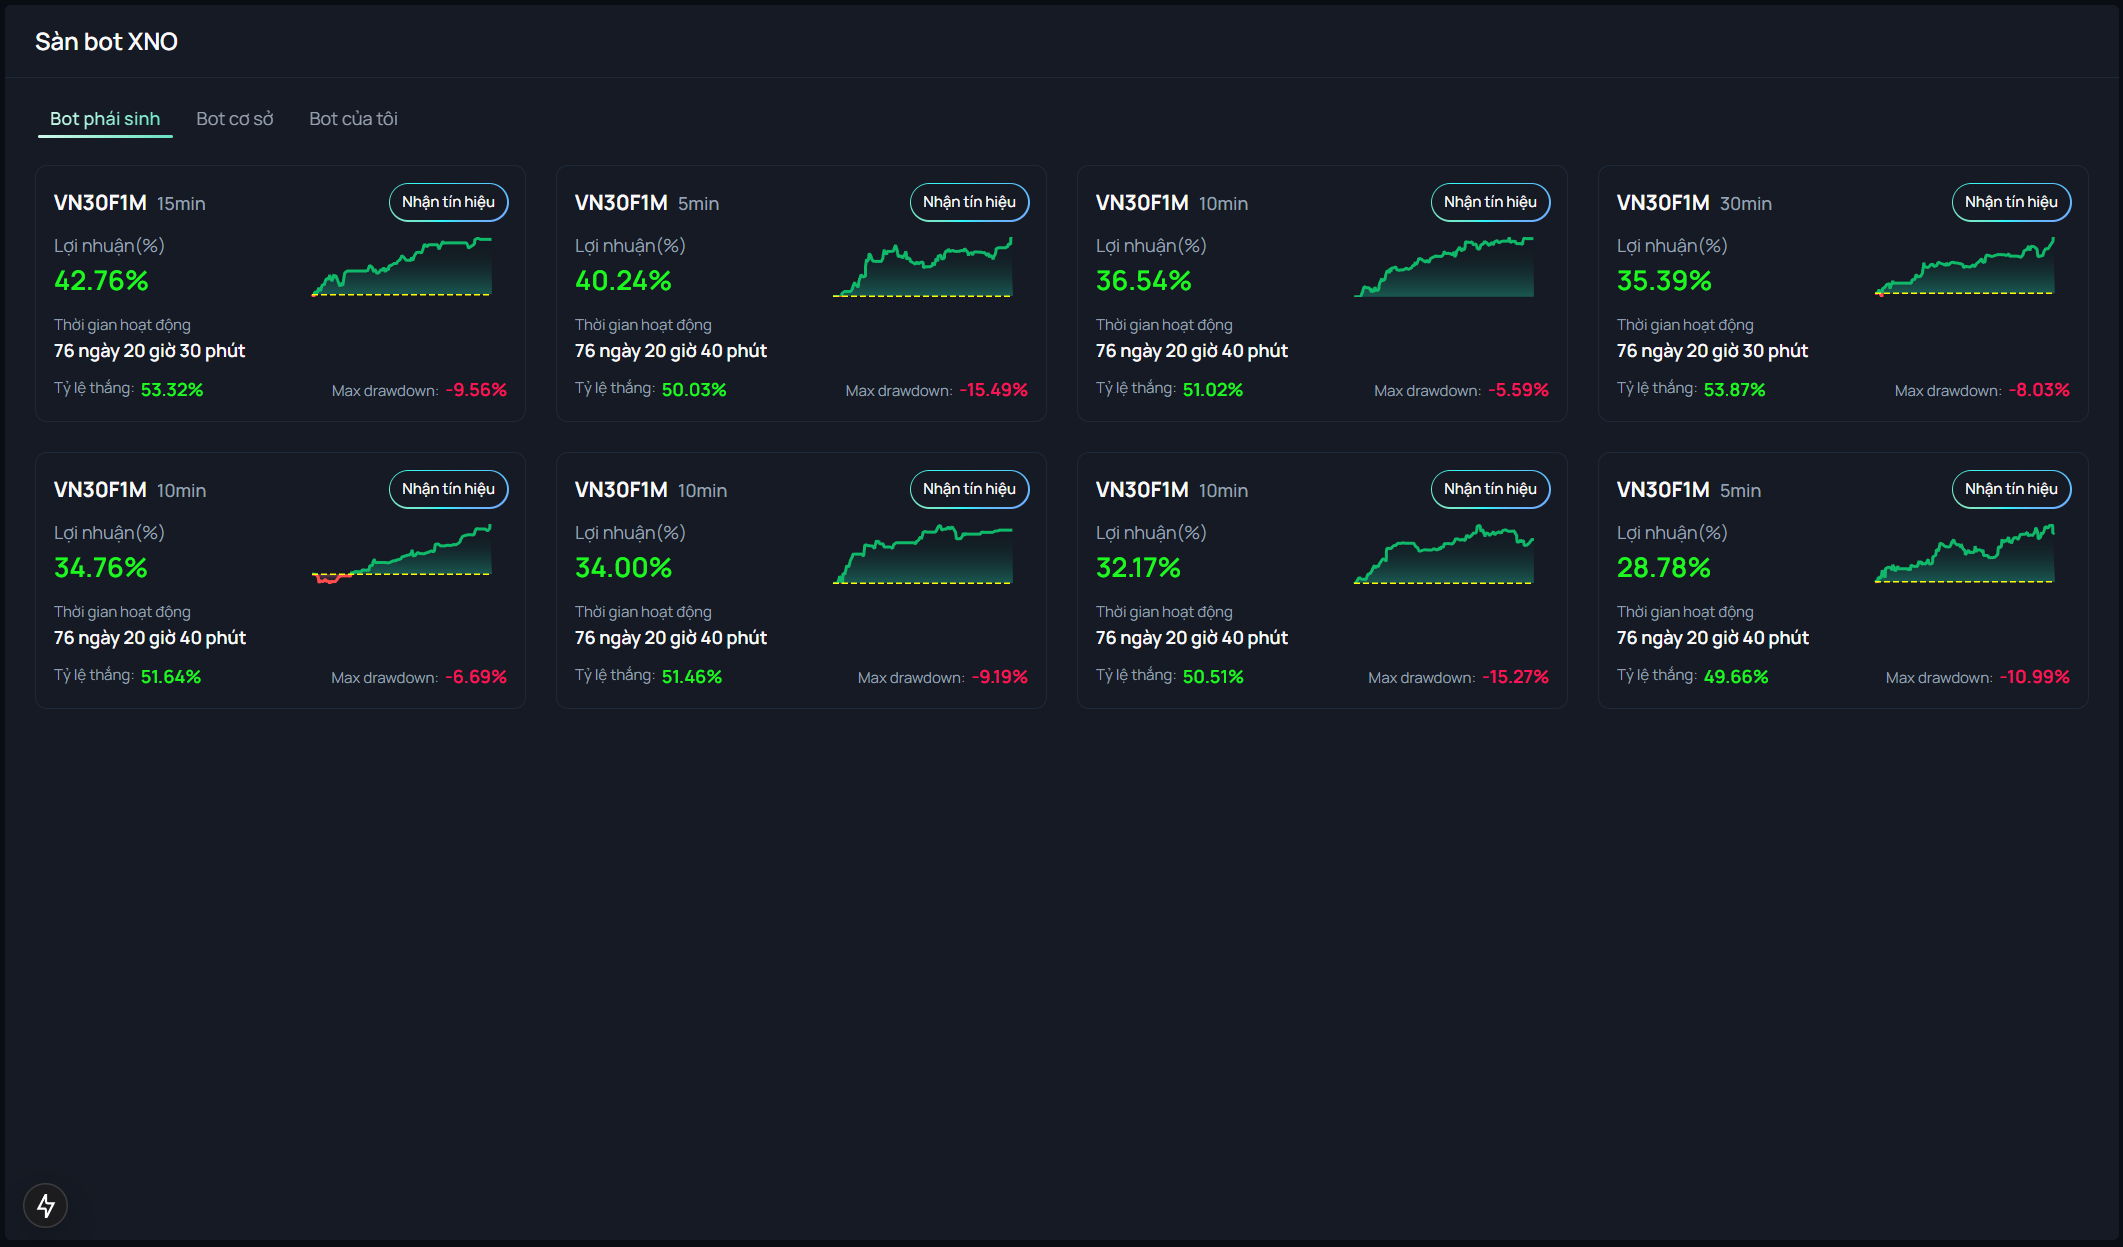 Sàn bot XNO
Bot phái sinh
Bot cơ sở
Bot của tôi
VN30F1M 15min
Nhận tín hiệu
Lợi nhuận(%)
42.76%
Thời gian hoạt động
76 ngày 20 giờ 30 phút
Tỷ lệ thắng: 53.32%
Max drawdown: -9.56%
VN30F1M 5min
Nhận tín hiệu
Lợi nhuận(%)
40.24%
Thời gian hoạt động
76 ngày 20 giờ 40 phút
Tỷ lệ thắng: 50.03%
Max drawdown: -15.49%
VN30F1M 10min
Nhận tín hiệu
Lợi nhuận(%)
36.54%
Thời gian hoạt động
76 ngày 20 giờ 40 phút
Tỷ lệ thắng: 51.02%
Max drawdown: -5.59%
VN30F1M 30min
Nhận tín hiệu
Lợi nhuận(%)
35.39%
Thời gian hoạt động
76 ngày 20 giờ 30 phút
Tỷ lệ thắng: 53.87%
Max drawdown: -8.03%
VN30F1M 10min
Nhận tín hiệu
Lợi nhuận(%)
34.76%
Thời gian hoạt động
76 ngày 20 giờ 40 phút
Tỷ lệ thắng: 51.64%
Max drawdown: -6.69%
VN30F1M 10min
Nhận tín hiệu
Lợi nhuận(%)
34.00%
Thời gian hoạt động
76 ngày 20 giờ 40 phút
Tỷ lệ thắng: 51.46%
Max drawdown: -9.19%
VN30F1M 10min
Nhận tín hiệu
Lợi nhuận(%)
32.17%
Thời gian hoạt động
76 ngày 20 giờ 40 phút
Tỷ lệ thắng: 50.51%
Max drawdown: -15.27%
VN30F1M 5min
Nhận tín hiệu
Lợi nhuận(%)
28.78%
Thời gian hoạt động
76 ngày 20 giờ 40 phút
Tỷ lệ thắng: 49.66%
Max drawdown: -10.99%